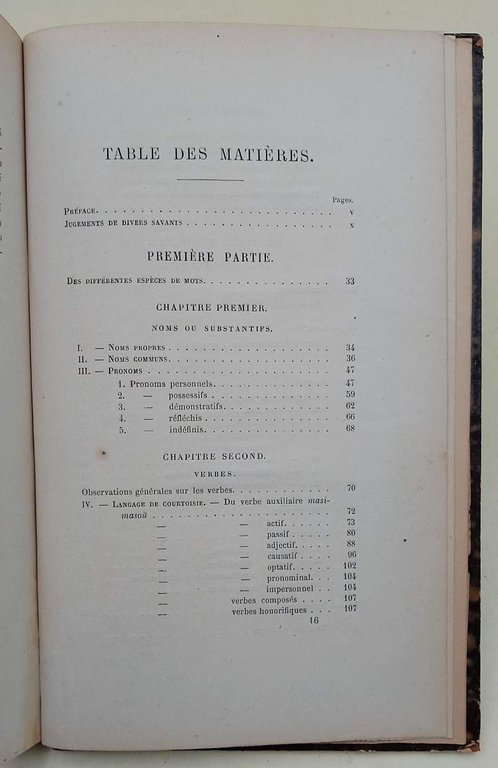 TABLE DES MATIÈRES.
Pages.
PRÉFACE. . . . . . . . . . . . . . . . . . . . . . . . v
JUGEMENTS DE DIVERS SAVANTS . . . . . . . . . . . . . . . . x
PREMIÈRE PARTIE.
DES DIFFÉRENTES ESPÈCES DE MOTS. . . . . . . . . . . . . . 33
CHAPITRE PREMIER.
NOMS OU SUBSTANTIFS.
I. — NOMS PROPRES . . . . . . . . . . . . . . . . . . 34
II. — NOMS COMMUNS. . . . . . . . . . . . . . . . . . 36
III. — PRONOMS . . . . . . . . . . . . . . . . . . . . 47
1. Pronoms personnels. . . . . . . . . . . . . 47
2. — possessifs . . . . . . . . . . . . . 59
3. — démonstratifs. . . . . . . . . . . . 62
4. — réfléchis . . . . . . . . . . . . . . 66
5. — indéfinis. . . . . . . . . . . . . . 68
CHAPITRE SECOND.
VERBES.
Observations générales sur les verbes. . . . . . . . . . . . 70
IV. — LANGAGE DE COURTOISIE. — Du verbe auxiliaire masi-
masoû . . . . . . . . . . . . . . . . . . . . 72
— — actif. . . . . 73
— — passif . . . . 80
— — adjectif. . . . 88
— — causatif . . . 96
— — optatif. . . . 102
— — pronominal. . . 104
— — impersonnel . . 104
— verbes composés . . . . 107
— verbes honorifiques . . . 107
16